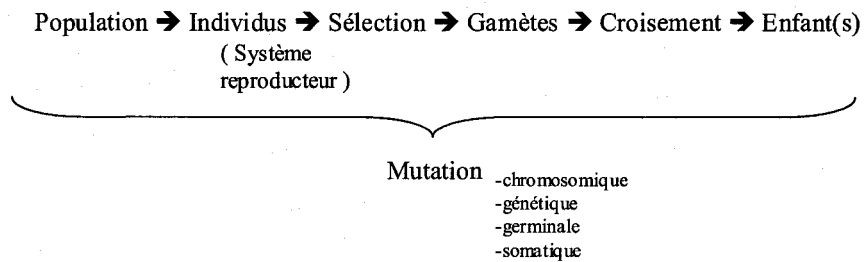 Population ➔ Individus ➔ Sélection ➔ Gamètes ➔ Croisement ➔ Enfant(s)
( Système
reproducteur )
Mutation -chromosomique
-génétique
-germinale
-somatique